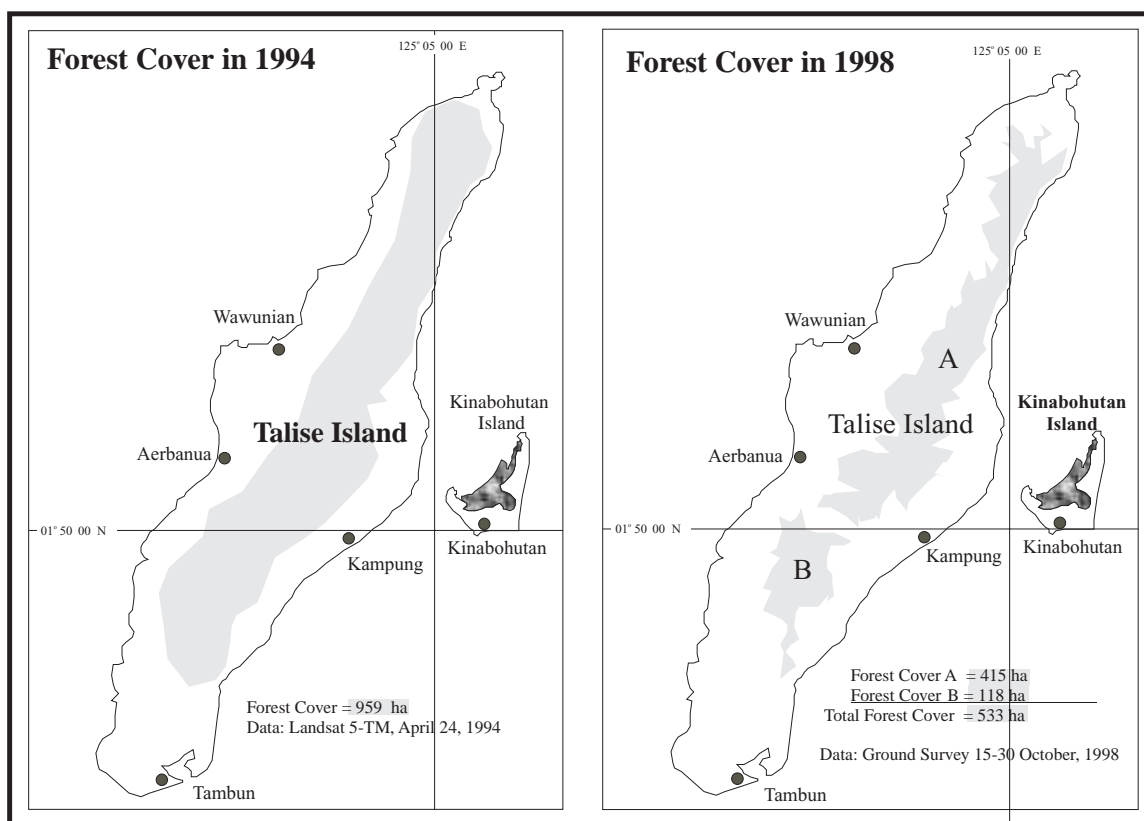 Forest Cover in 1994
125° 05 00 E
Wawunian
Talise Island
Kinabohutan
Island
Aerbanua
01° 50 00 N
Kampung
Kinabohutan
Forest Cover = 959 ha
Data: Landsat 5-TM, April 24, 1994
Tambun
Forest Cover in 1998
125° 05 00 E
Wawunian
A
Talise Island
Kinabohutan
Island
Aerbanua
01° 50 00 N
Kampung
Kinabohutan
B
Forest Cover A = 415 ha
Forest Cover B = 118 ha
Total Forest Cover = 533 ha
Data: Ground Survey 15-30 October, 1998
Tambun